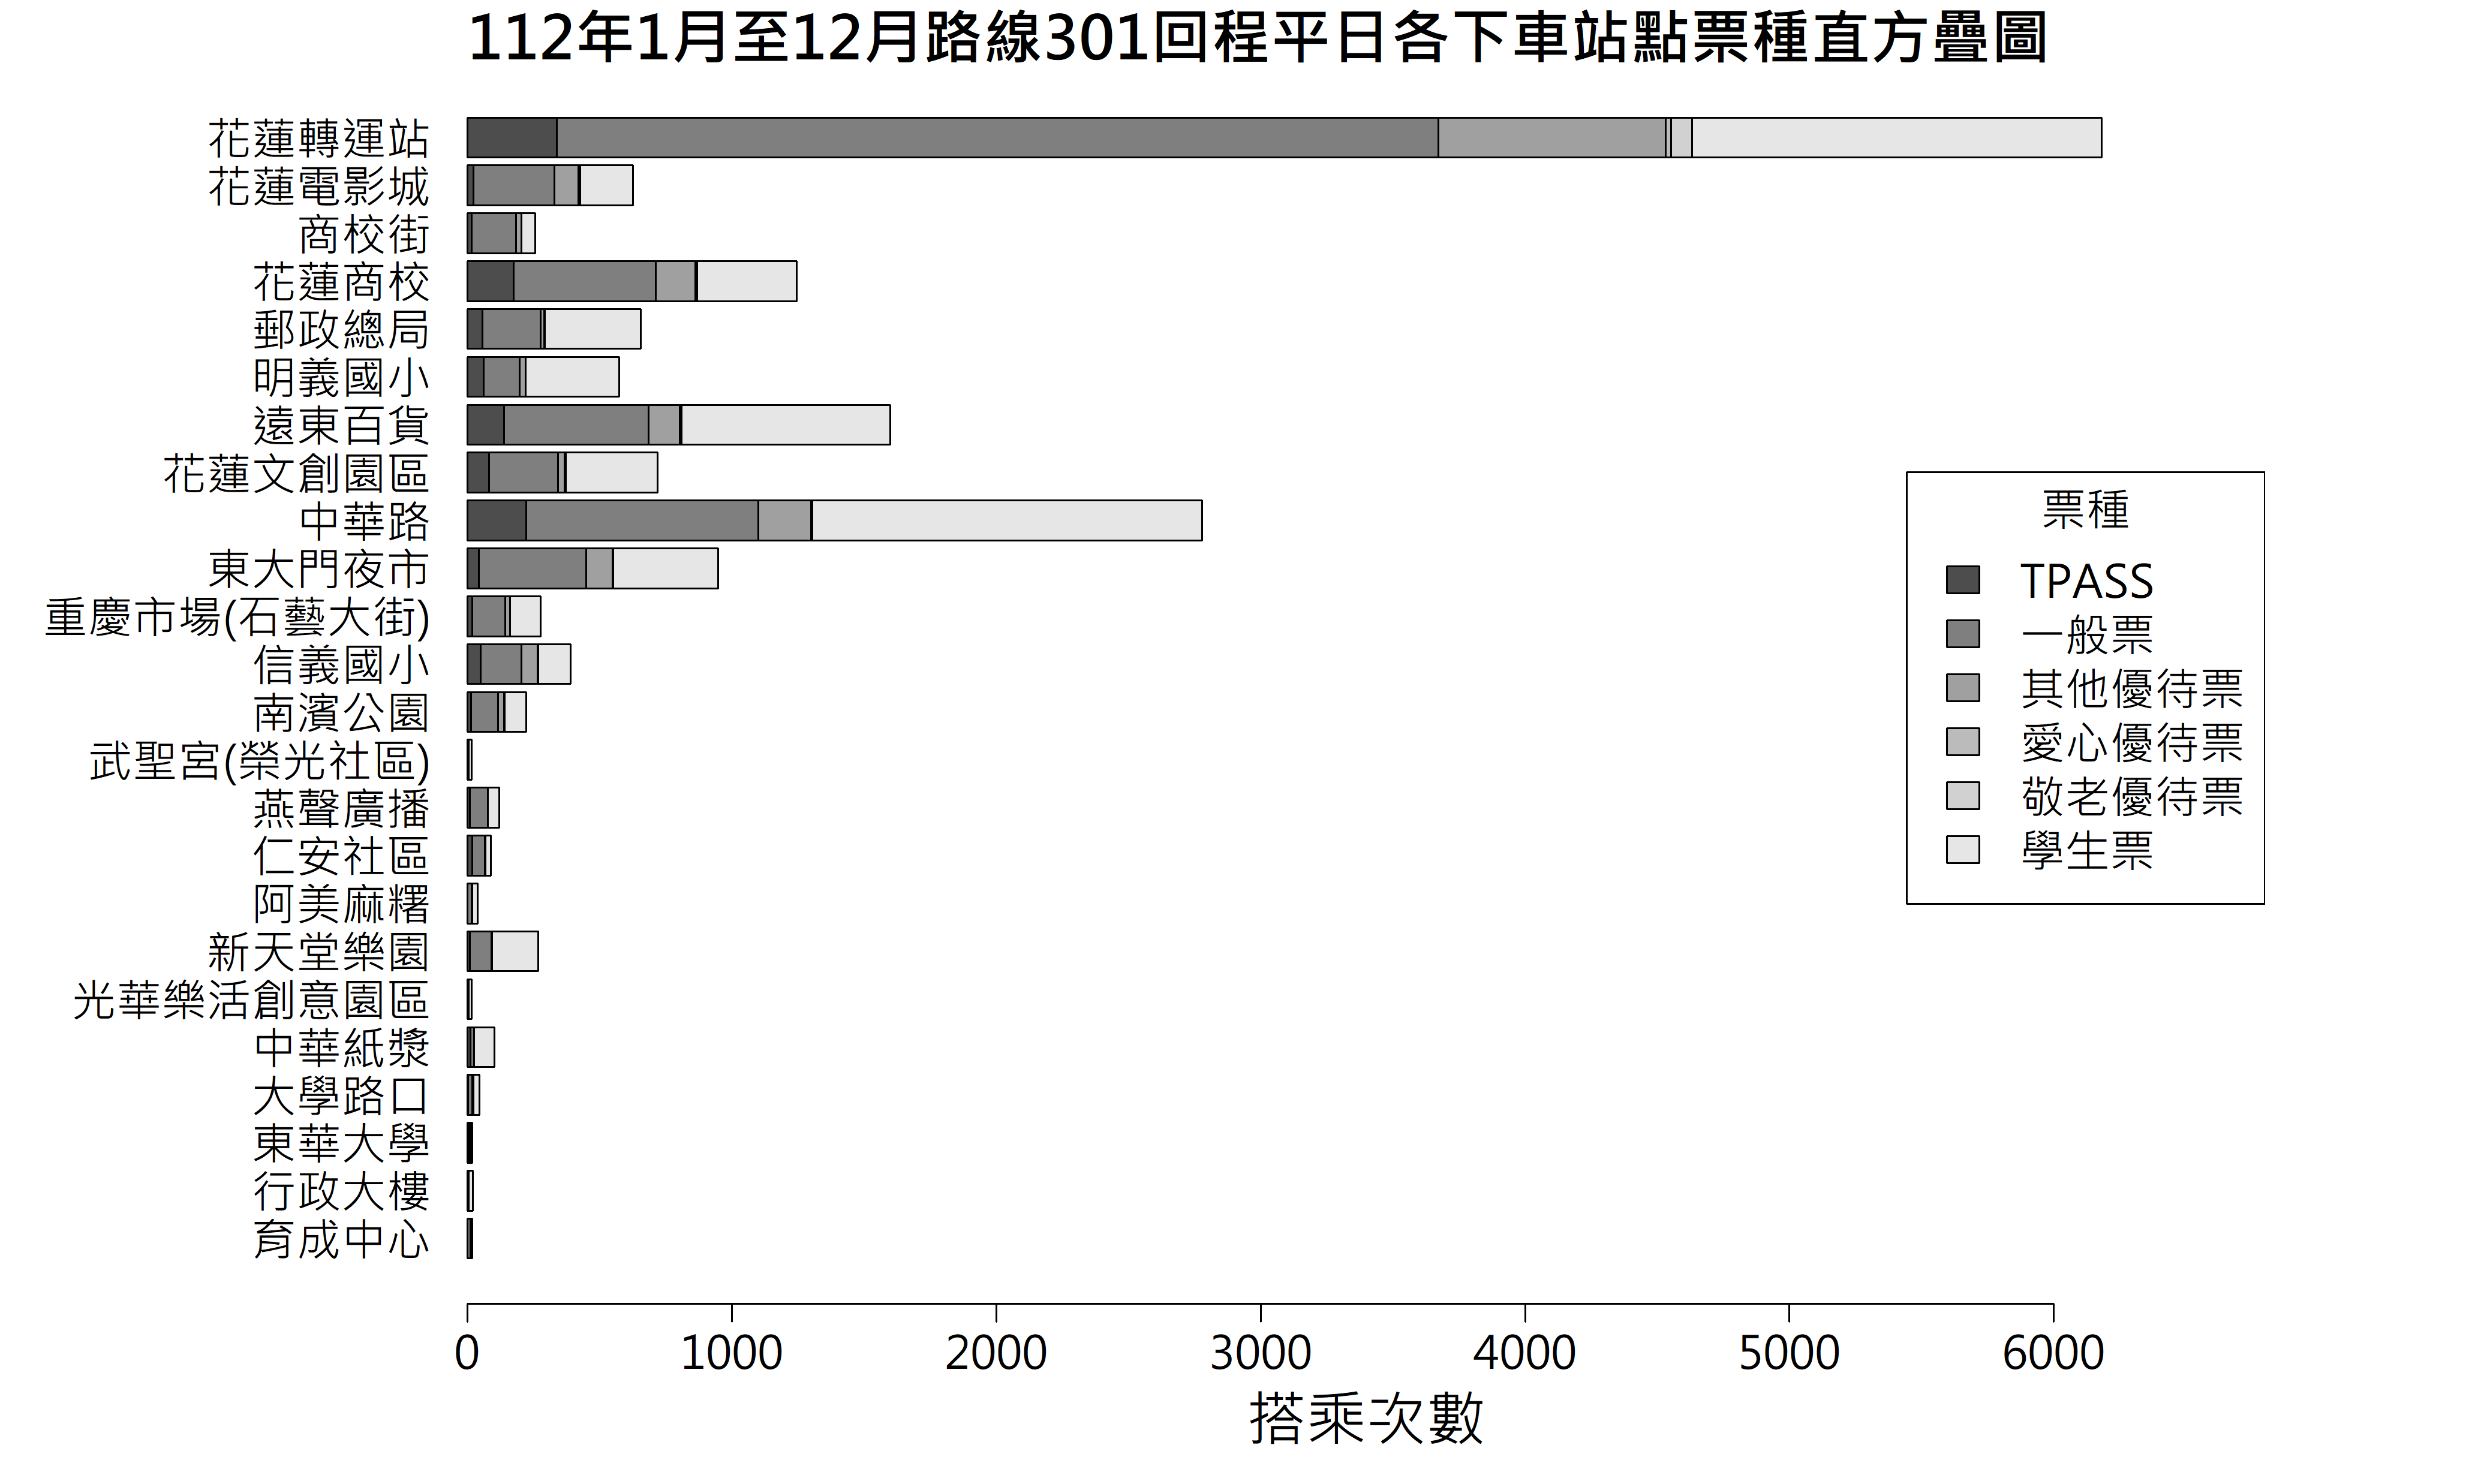 112年1月至12月路線301回程平日各下車站點票種直方疊圖
花蓮轉運站
花蓮電影城
商校街
花蓮商校
郵政總局
明義國小
遠東百貨
花蓮文創園區
中華路
東大門夜市
重慶市場(石藝大街)
信義國小
南濱公園
武聖宮(榮光社區)
燕聲廣播
仁安社區
阿美麻糬
新天堂樂園
光華樂活創意園區
中華紙漿
大學路口
東華大學
行政大樓
育成中心
票種
TPASS
一般票
其他優待票
愛心優待票
敬老優待票
學生票
0 1000 2000 3000 4000 5000 6000
搭乘次數